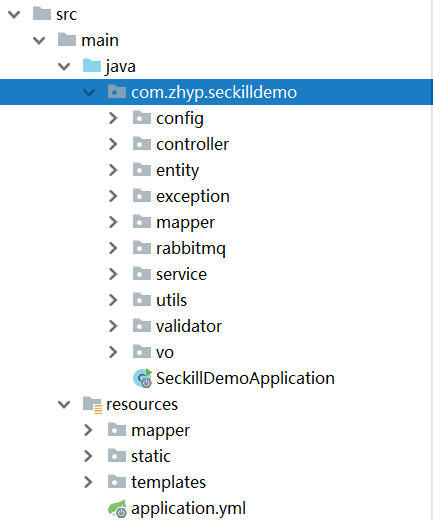 src
main
java
com.zhyp.seckilldemo
config
controller
entity
exception
mapper
rabbitmq
service
utils
validator
vo
SeckillDemoApplication
resources
mapper
static
templates
application.yml